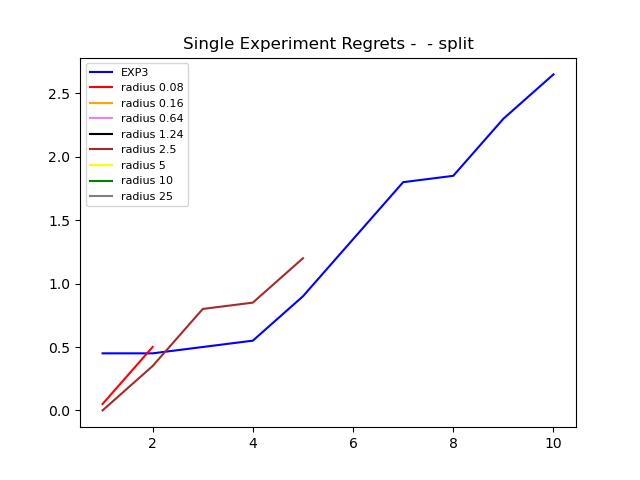 Single Experiment Regrets -  - split
EXP3
radius 0.08
radius 0.16
radius 0.64
radius 1.24
radius 2.5
radius 5
radius 10
radius 25
2.5
2.0
1.5
1.0
0.5
0.0
2 4 6 8 10